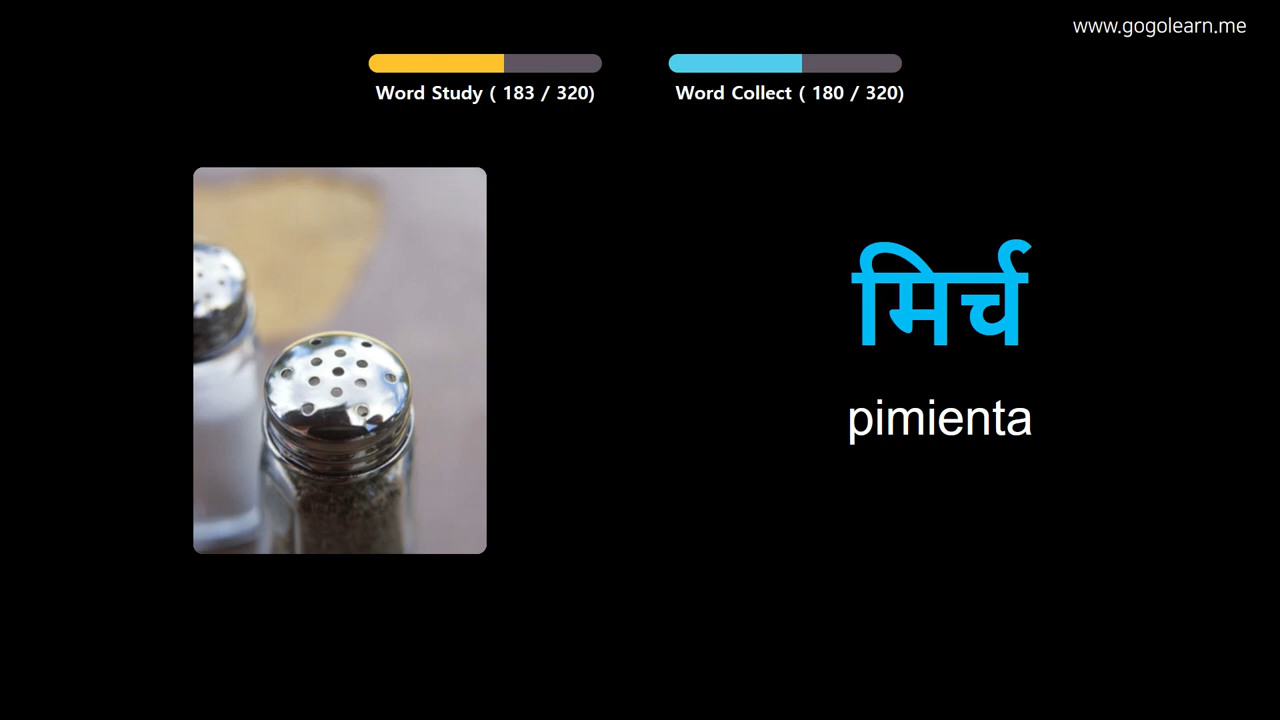 www.gogolearn.me
Word Study ( 183 / 320)
Word Collect ( 180 / 320)
मिर्च
pimienta